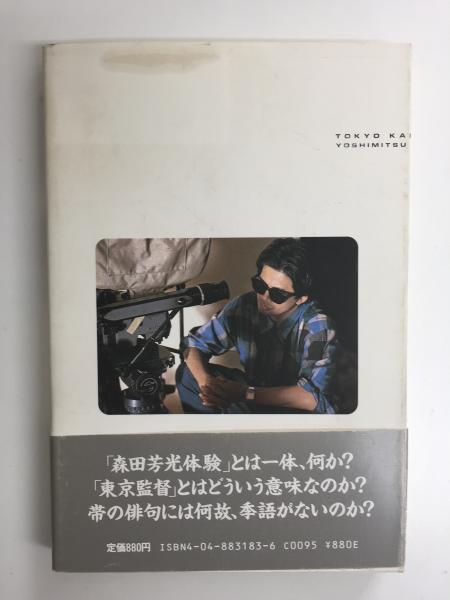 TOKYO KA
YOSHIMITSU
「森田芳光体験」とは一体、何か?
「東京監督」とはどういう意味なのか?
帯の俳句には何故、季語がないのか?
定価880円 ISBN4-04-883183-6 C0095 ¥880E